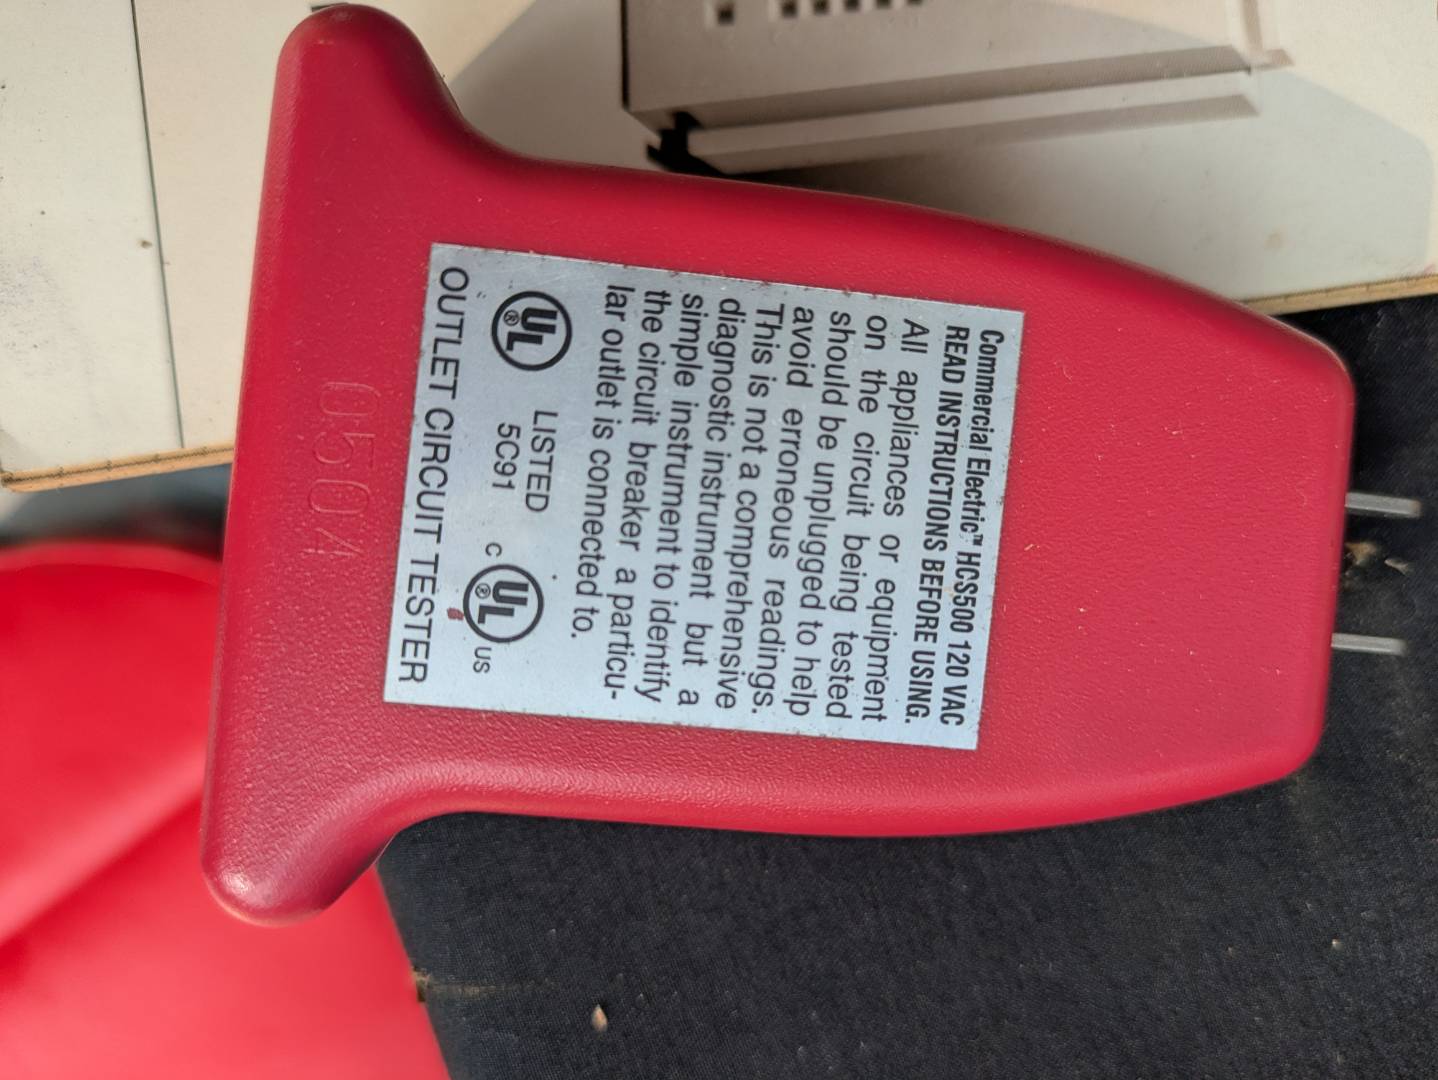 Commercial Electric™ HCS500 120 VAC
READ INSTRUCTIONS BEFORE USING.
All appliances or equipment
on the circuit being tested
should be unplugged to help
avoid erroneous readings.
This is not a comprehensive
diagnostic instrument but a
simple instrument to identify
the circuit breaker a particu-
lar outlet is connected to.
UL ® LISTED 5C91 C UL ® US
OUTLET CIRCUIT TESTER
0504